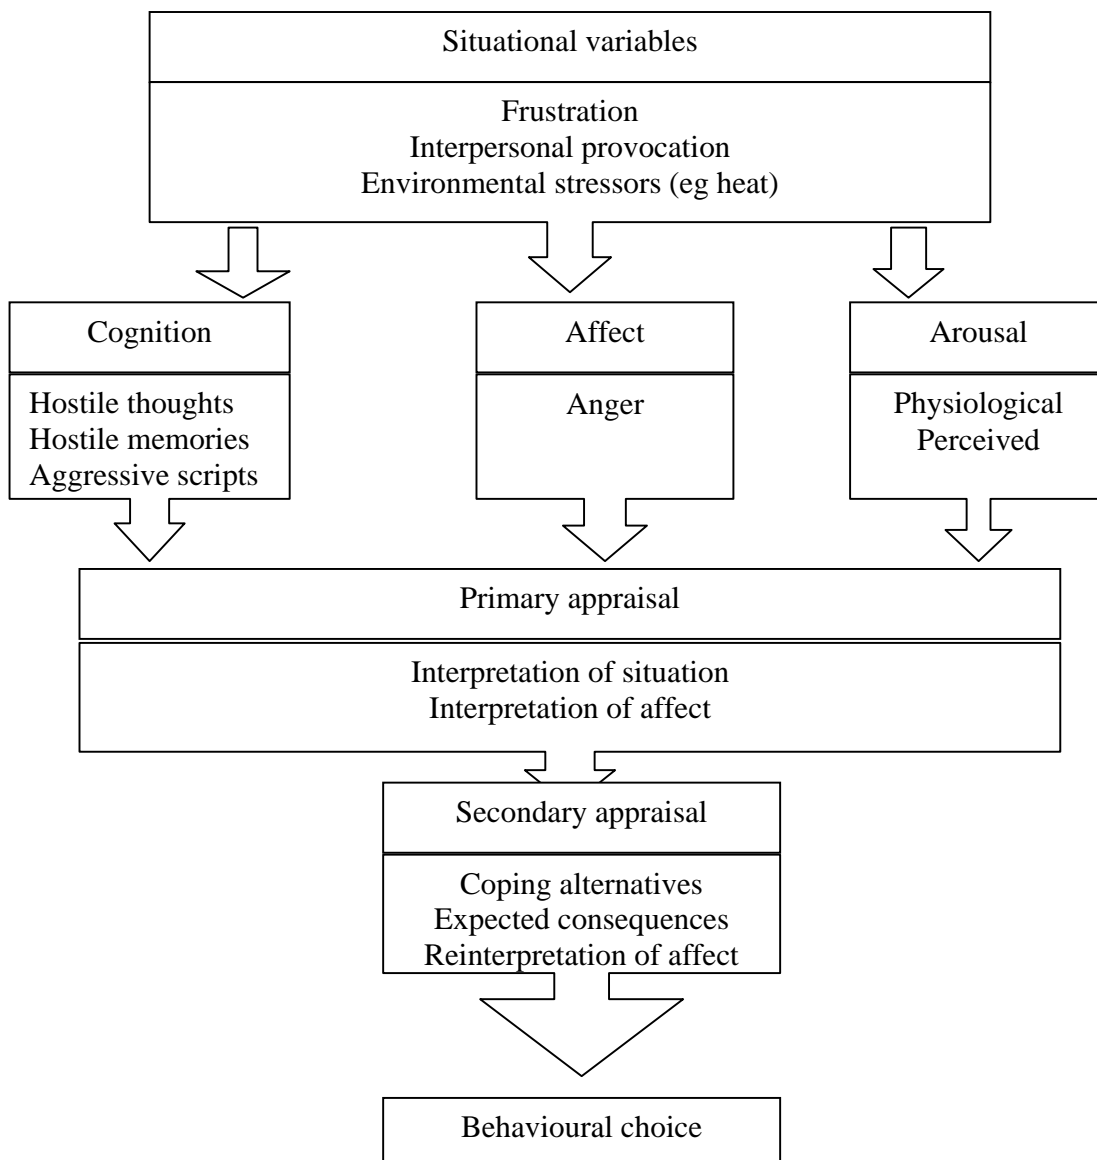 Situational variables
Frustration
Interpersonal provocation
Environmental stressors (eg heat)
Cognition
Hostile thoughts
Hostile memories
Aggressive scripts
Affect
Anger
Arousal
Physiological
Perceived
Primary appraisal
Interpretation of situation
Interpretation of affect
Secondary appraisal
Coping alternatives
Expected consequences
Reinterpretation of affect
Behavioural choice